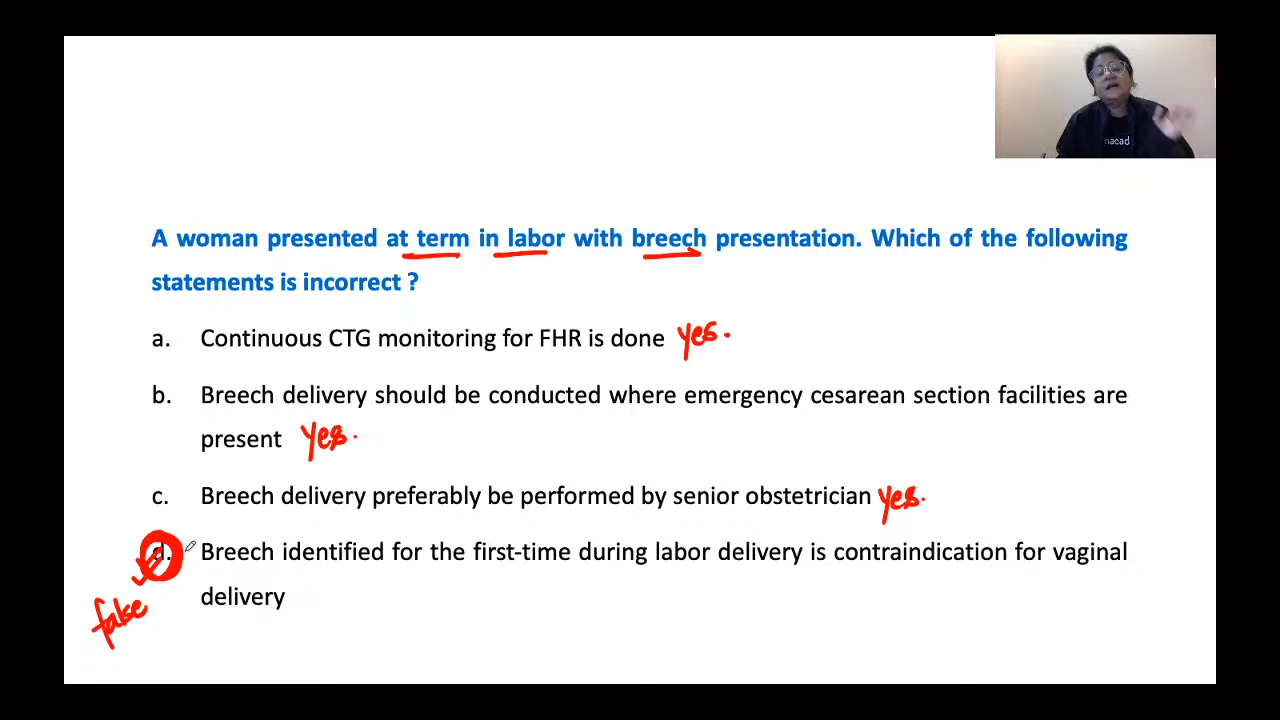 nacad
A woman presented at term in labor with breech presentation. Which of the following
statements is incorrect ?
a. Continuous CTG monitoring for FHR is done yes.
b. Breech delivery should be conducted where emergency cesarean section facilities are
present yes.
c. Breech delivery preferably be performed by senior obstetrician yes.
d. Breech identified for the first-time during labor delivery is contraindication for vaginal
delivery
false